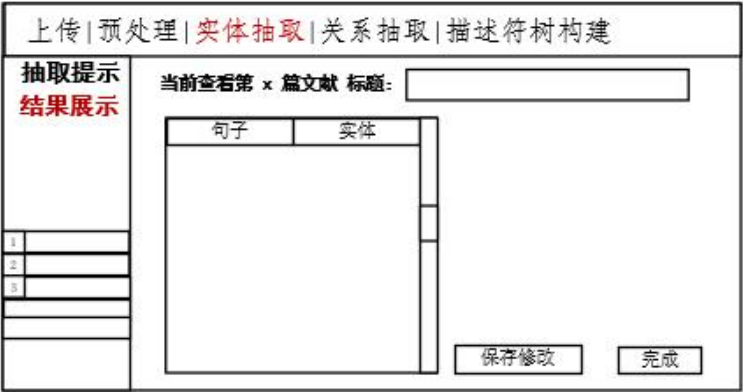 上传|预处理|实体抽取|关系抽取|描述符树构建
抽取提示
结果展示
当前查看第 x 篇文献 标题：
句子 实体
1
2
3
保存修改 完成